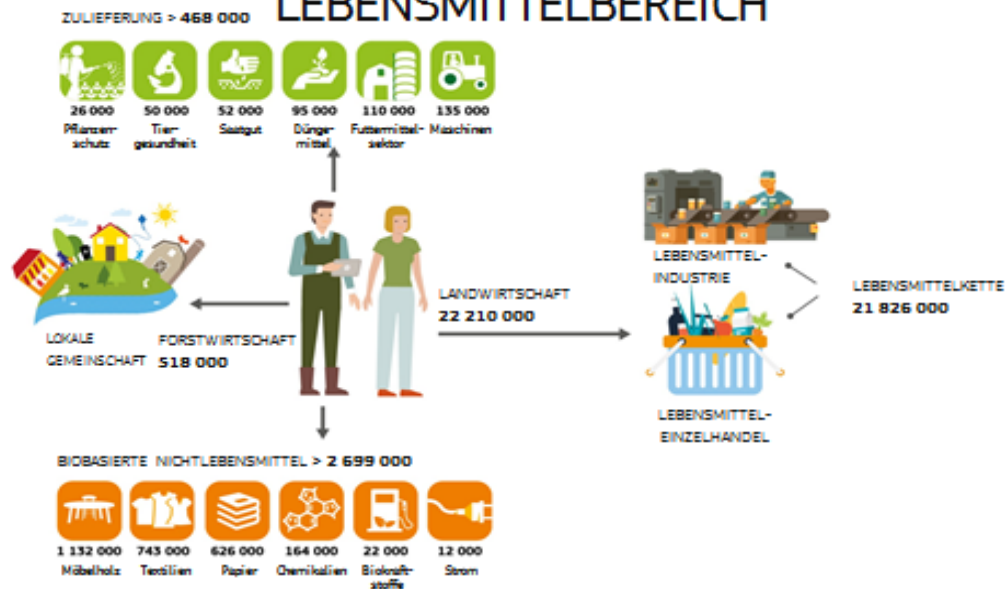 LEBENSMITTELBEREICH
ZULIEFERUNG > 468 000
26 000
Pflanzen-
schutz
50 000
Tier-
gesundheit
52 000
Saatgut
95 000
Dünge-
mittel
110 000
Futtermittel-
sektor
135 000
Maschinen
LEBENSMITTEL-
INDUSTRIE
LEBENSMITTELKETTE
21 826 000
LANDWIRTSCHAFT
22 210 000
LOKALE
GEMEINSCHAFT
FORSTWIRTSCHAFT
518 000
LEBENSMITTEL-
EINZELHANDEL
BIOBASIERTE NICHTLEBENSMITTEL > 2 699 000
1 132 000
Möbelholz
743 000
Textilien
626 000
Papier
164 000
Chemikalien
22 000
Biokraft-
stoffe
12 000
Strom